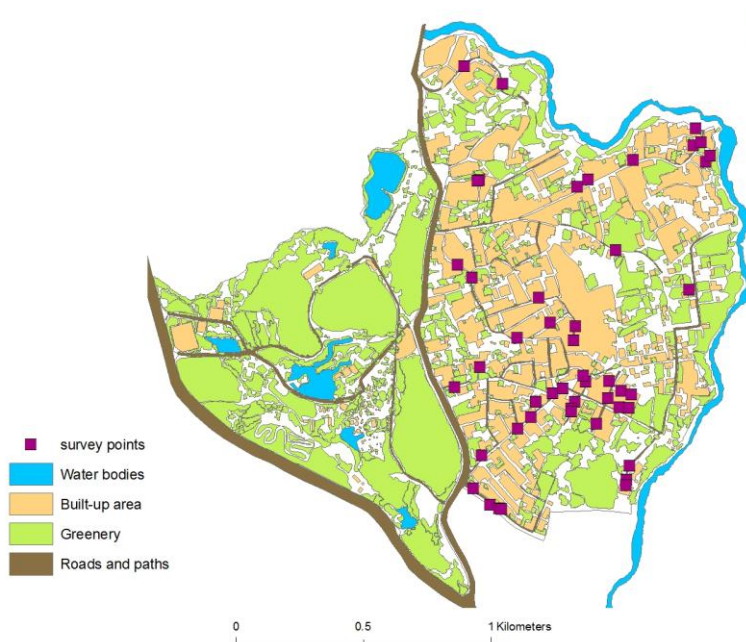 survey points
Water bodies
Built-up area
Greenery
Roads and paths
0 0.5 1 Kilometers